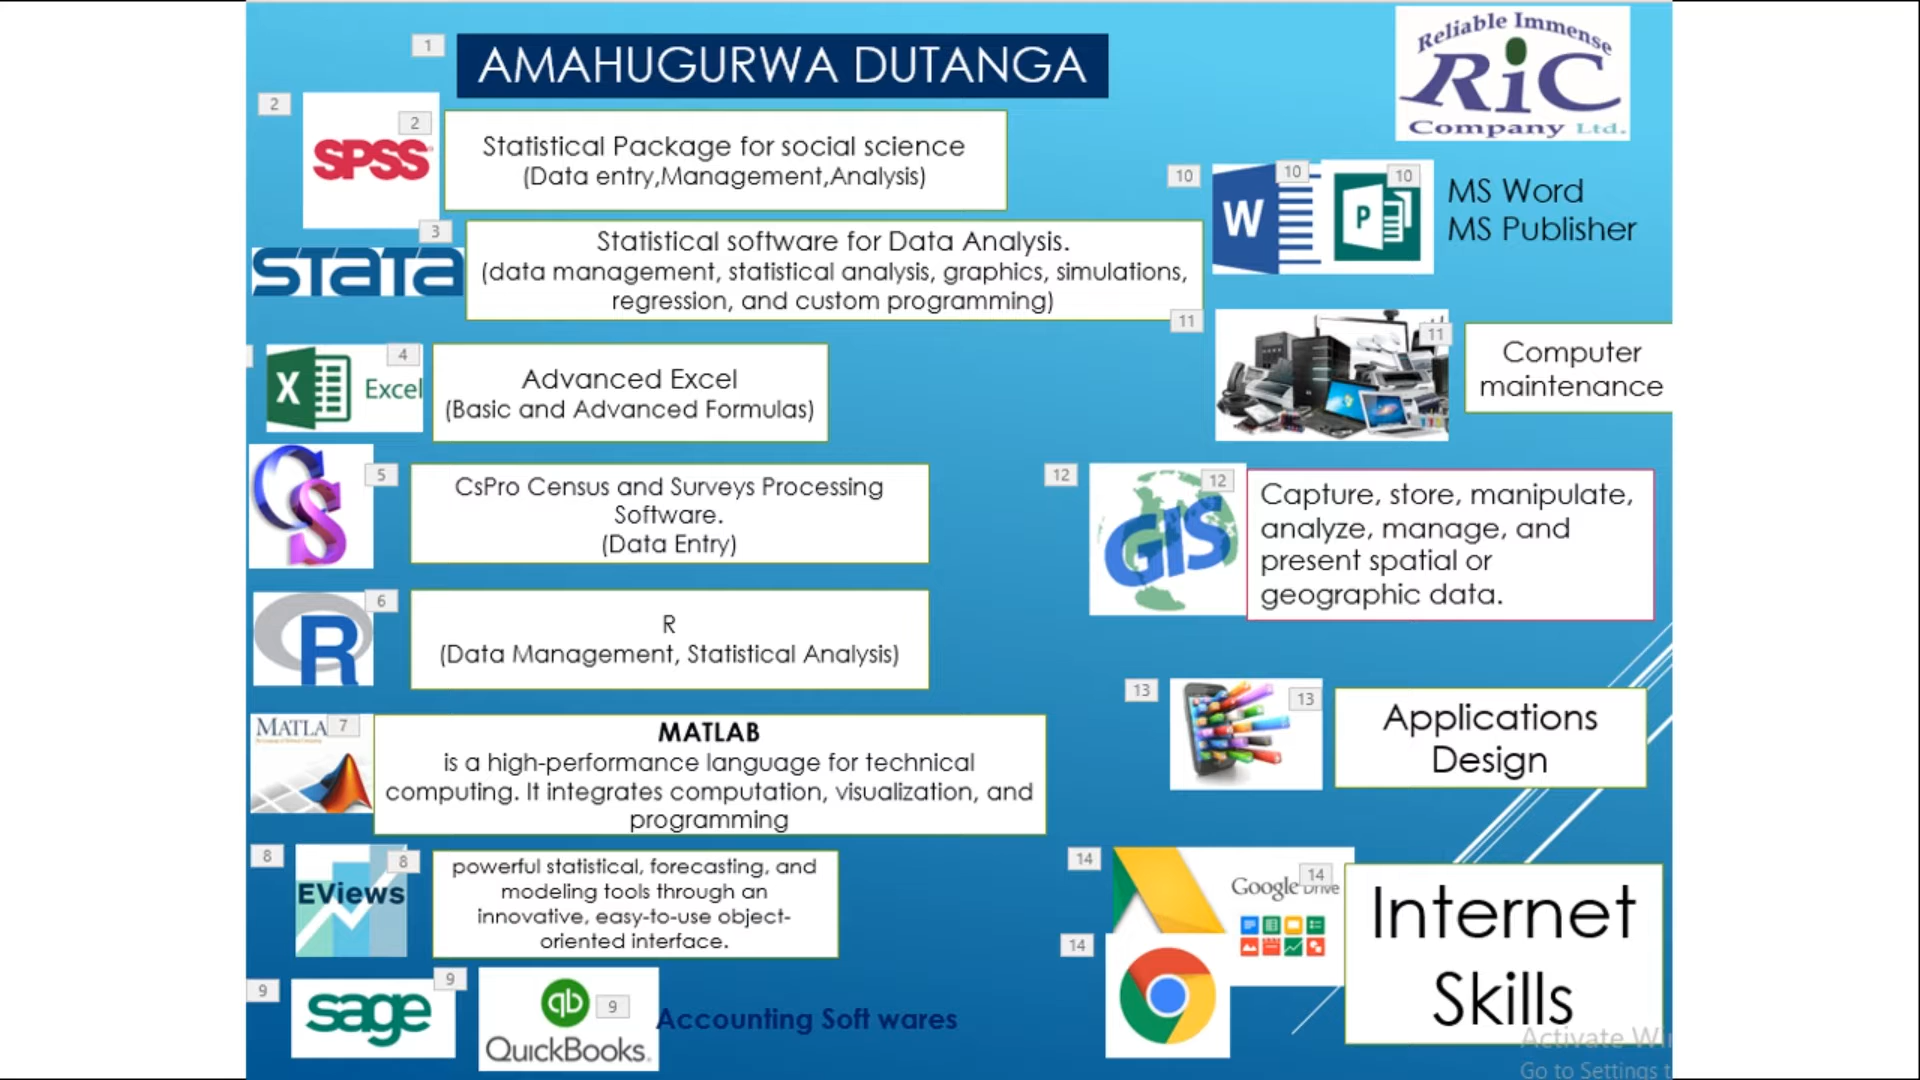 1
AMAHUGURWA DUTANGA
Reliable Immense
RiC
Company Ltd.
2
2
SPSS
Statistical Package for social science
(Data entry,Management,Analysis)
3
STATA
Statistical software for Data Analysis.
(data management, statistical analysis, graphics, simulations,
regression, and custom programming)
4
Excel
Advanced Excel
(Basic and Advanced Formulas)
5
CS
CsPro Census and Surveys Processing
Software.
(Data Entry)
6
R
R
(Data Management, Statistical Analysis)
7
MATLA
MATLAB
is a high-performance language for technical
computing. It integrates computation, visualization, and
programming
8
8
EViews
powerful statistical, forecasting, and
modeling tools through an
innovative, easy-to-use object-
oriented interface.
9
9
sage
qb
9
QuickBooks.
Accounting Soft wares
10
10
10
W
P
MS Word
MS Publisher
11
11
Computer
maintenance
12
12
GIS
Capture, store, manipulate,
analyze, manage, and
present spatial or
geographic data.
13
13
Applications
Design
14
14
Google Drive
14
Internet
Skills
Activate Wi
Go to Settings t